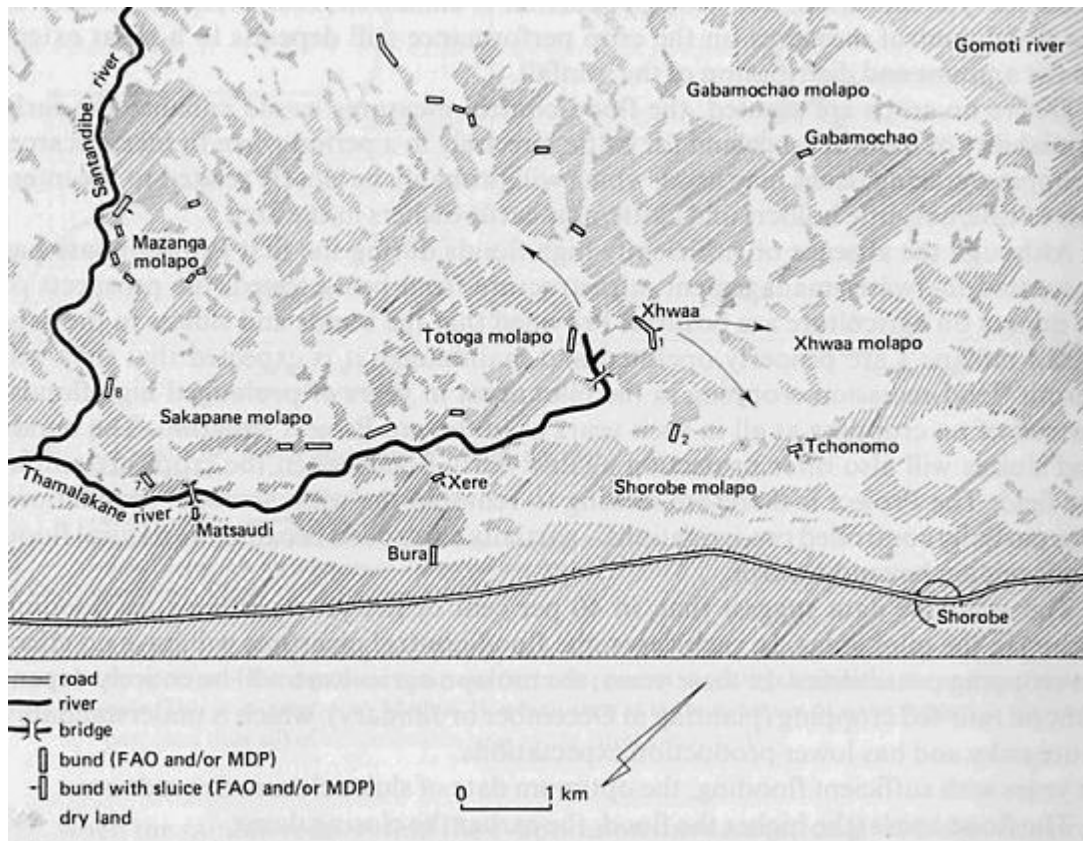 Gomoti river
Gabamochao molapo
Gabamochao
Santandibe river
Mazanga
molapo
Xhwaa
1
Totoga molapo
Xhwaa molapo
8
Sakapane molapo
2
Tchonomo
Shorobe molapo
Xere
7
Thamalakane river
Matsaudi
Bura
Shorobe
road
river
bridge
bund (FAO and/or MDP)
bund with sluice (FAO and/or MDP)
dry land
0 1 km